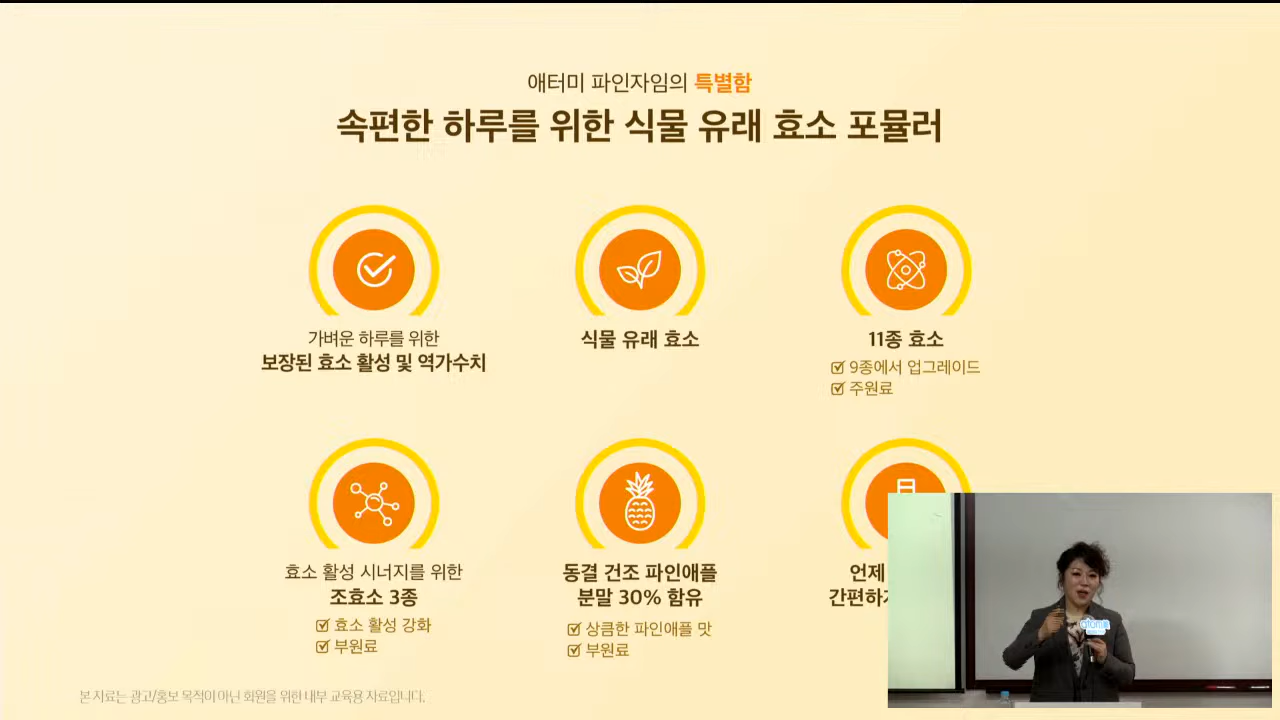 애터미 파인자임의 특별함
속편한 하루를 위한 식물 유래 효소 포뮬러
가벼운 하루를 위한
보장된 효소 활성 및 역가수치
식물 유래 효소
11종 효소
9종에서 업그레이드
주원료
효소 활성 시너지를 위한
조효소 3종
효소 활성 강화
부원료
동결 건조 파인애플
분말 30% 함유
상큼한 파인애플 맛
부원료
언제
간편하
본 자료는 광고/홍보 목적이 아닌 회원을 위한 내부 교육용 자료입니다.
atom美